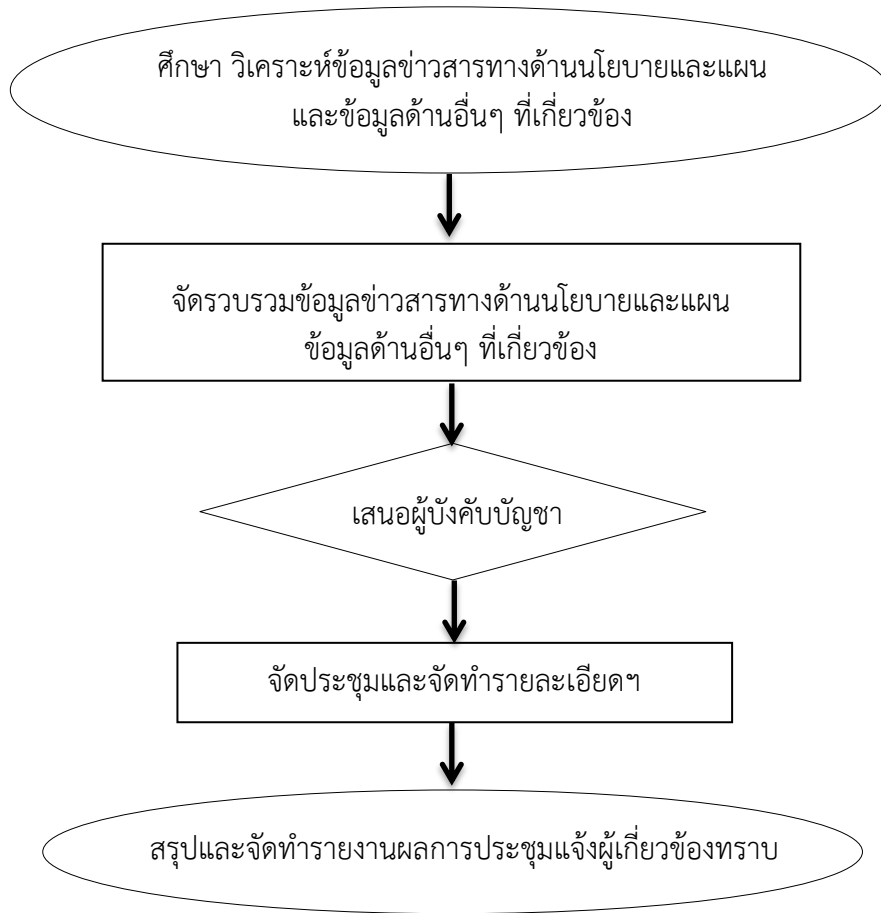 ศึกษา วิเคราะห์ข้อมูลข่าวสารทางด้านนโยบายและแผน
และข้อมูลด้านอื่นๆ ที่เกี่ยวข้อง
จัดรวบรวมข้อมูลข่าวสารทางด้านนโยบายและแผน
ข้อมูลด้านอื่นๆ ที่เกี่ยวข้อง
เสนอผู้บังคับบัญชา
จัดประชุมและจัดทำรายละเอียดฯ
สรุปและจัดทำรายงานผลการประชุมแจ้งผู้เกี่ยวข้องทราบ